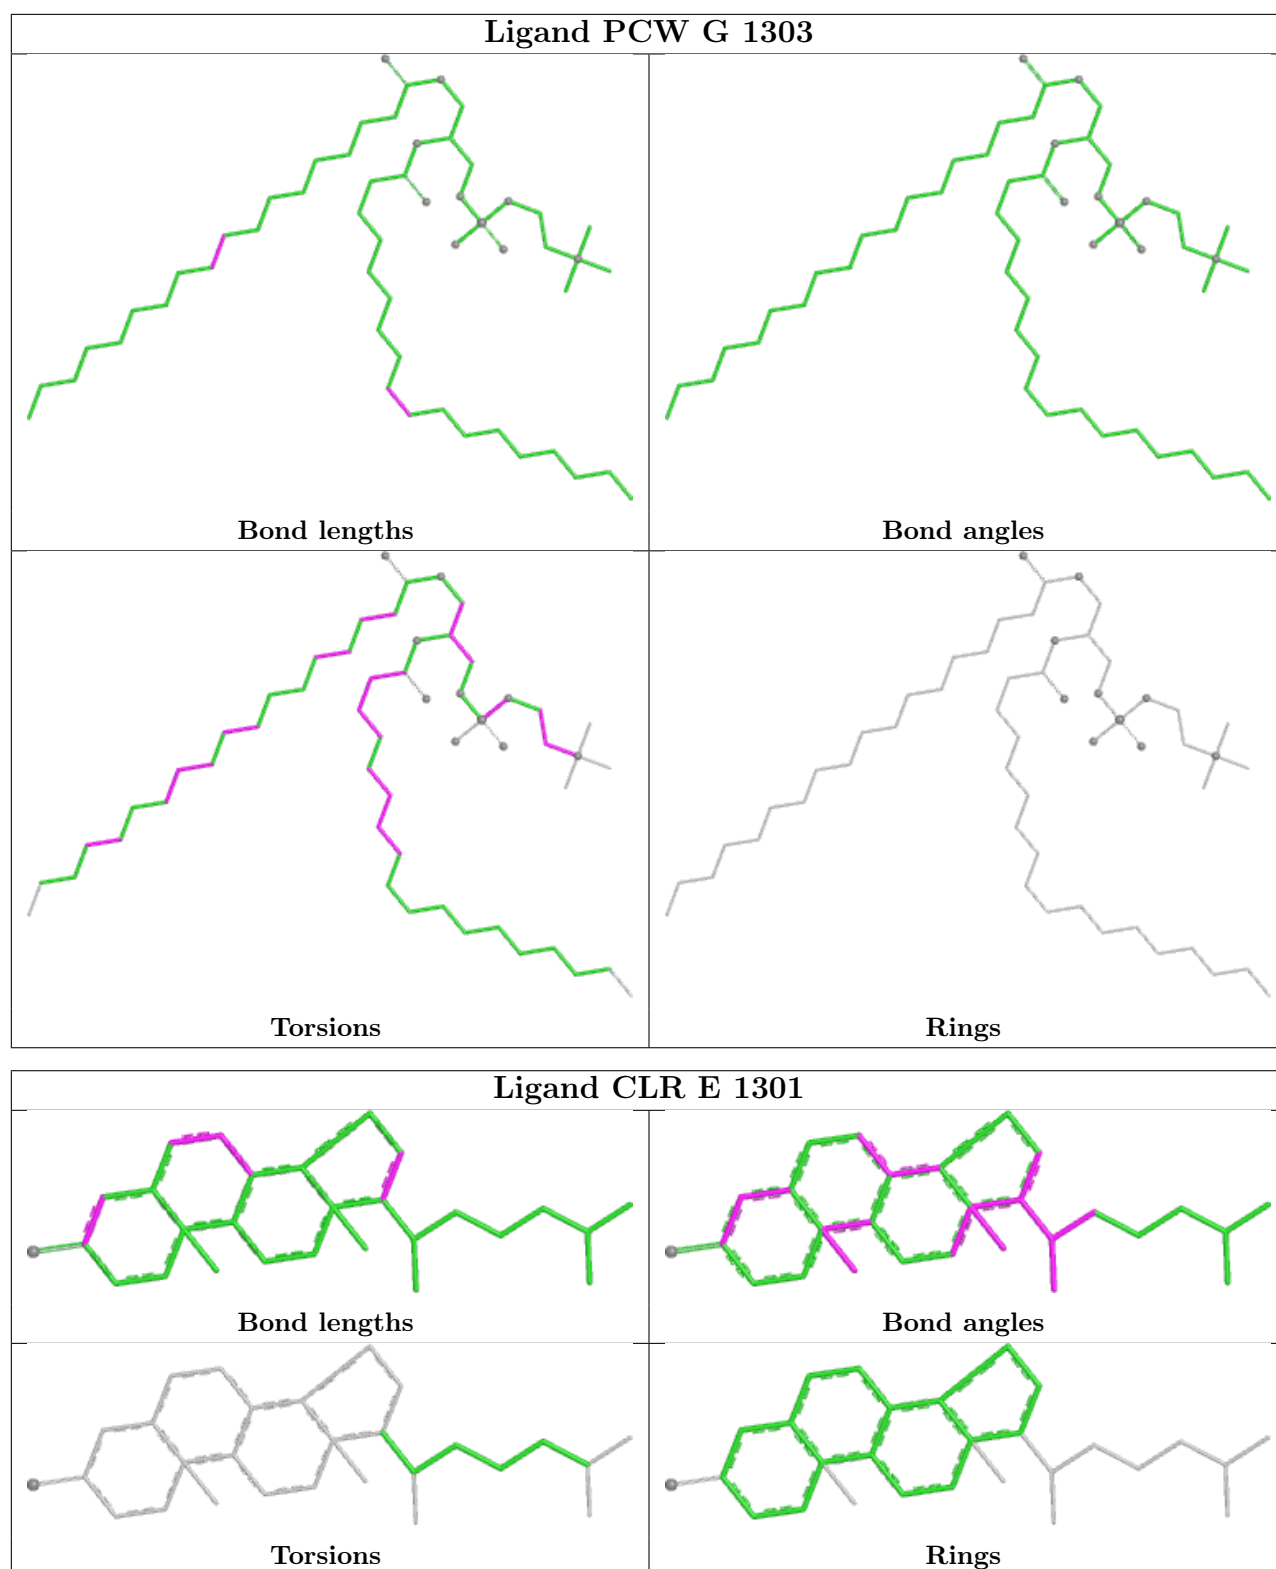 Ligand PCW G 1303
Bond lengths
Bond angles
Torsions
Rings
Ligand CLR E 1301
Bond lengths
Bond angles
Torsions
Rings